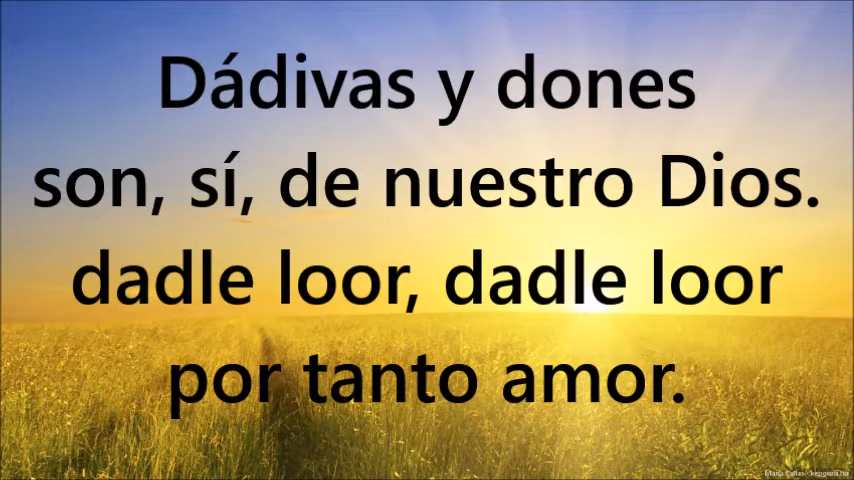 Dádivas y dones
son, sí, de nuestro Dios.
dadle loor, dadle loor
por tanto amor.